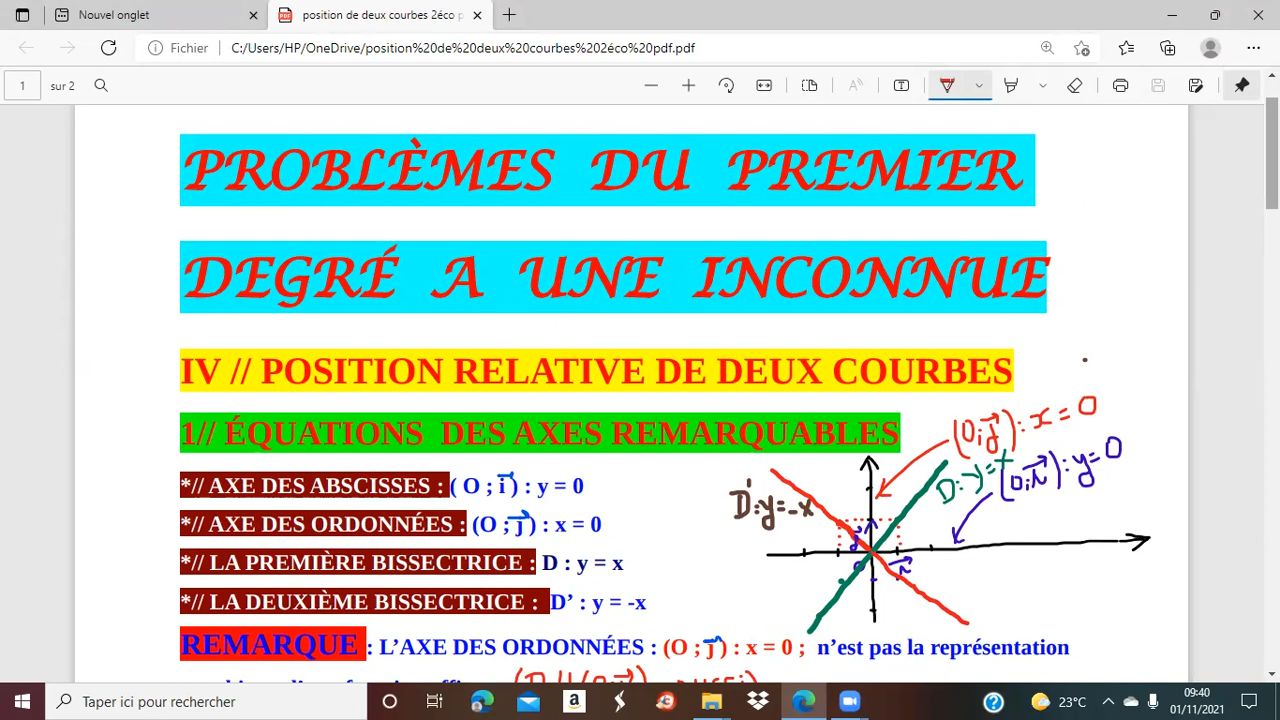 Nouvel onglet
position de deux courbes 2éco p
Fichier
C:/Users/HP/OneDrive/position%20de%20deux%20courbes%202éco%20pdf.pdf
1 sur 2
PROBLÈMES DU PREMIER
DEGRÉ A UNE INCONNUE
IV // POSITION RELATIVE DE DEUX COURBES
1// ÉQUATIONS DES AXES REMARQUABLES
*// AXE DES ABSCISSES : ( O ; i ) : y = 0
*// AXE DES ORDONNÉES : (O ; j ) : x = 0
*// LA PREMIÈRE BISSECTRICE : D : y = x
*// LA DEUXIÈME BISSECTRICE : D’ : y = -x
(O;j) : x = 0
D : y = x
(O;i) : y = 0
D' : y = -x
j
O
i
REMARQUE : L’AXE DES ORDONNÉES : (O ; j ) : x = 0 ; n’est pas la représentation
Taper ici pour rechercher
23°C
09:40
01/11/2021